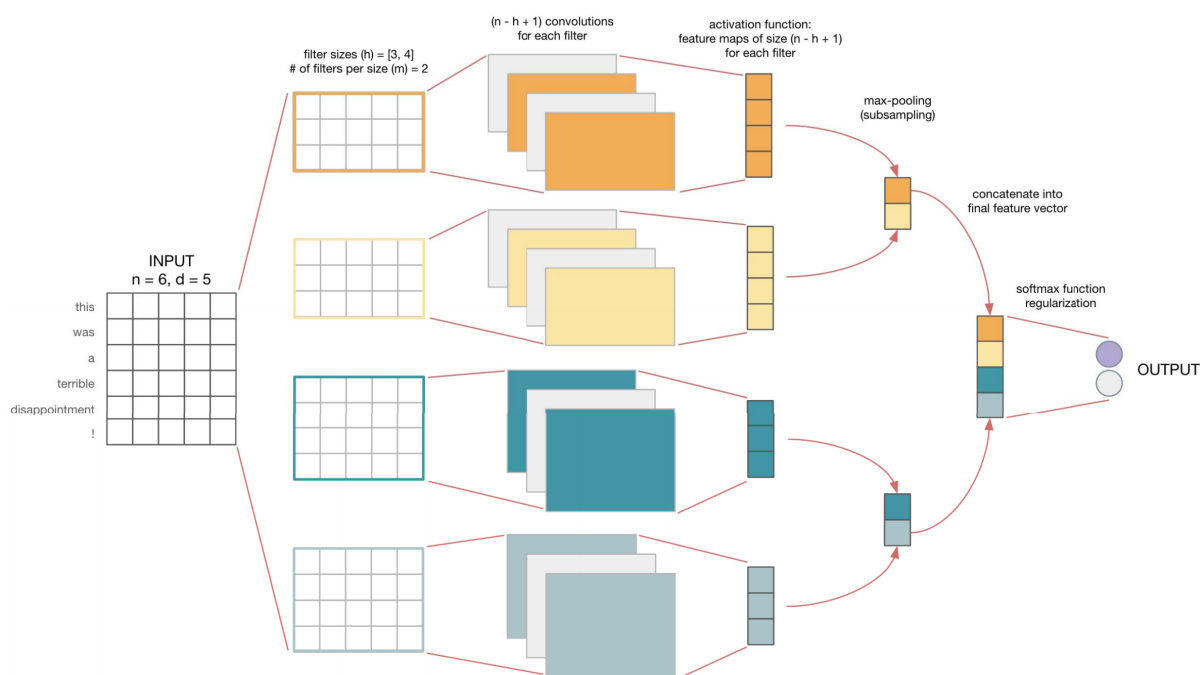 (n - h + 1) convolutions
for each filter
activation function:
feature maps of size (n - h + 1)
for each filter
filter sizes (h) = [3, 4]
# of filters per size (m) = 2
max-pooling
(subsampling)
concatenate into
final feature vector
INPUT
n = 6, d = 5
this
was
a
terrible
disappointment
!
softmax function
regularization
OUTPUT